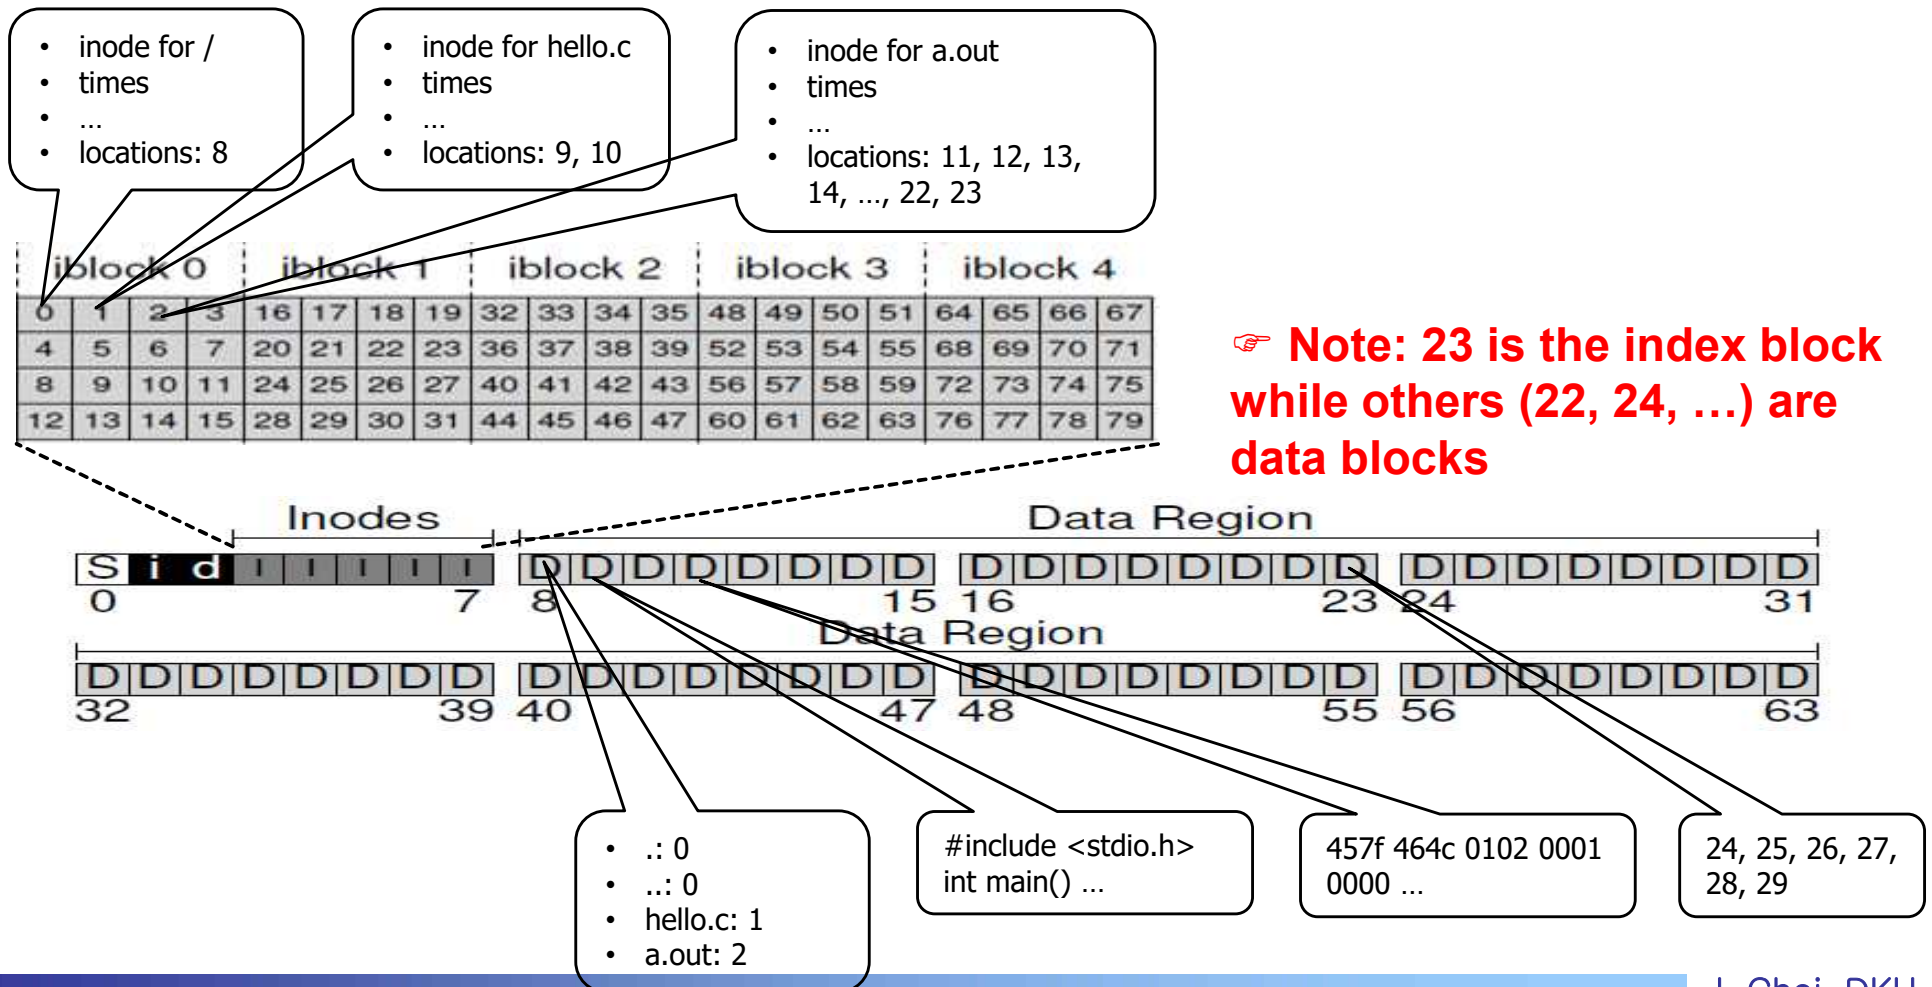 • inode for /
• times
• ...
• locations: 8
• inode for hello.c
• times
• ...
• locations: 9, 10
• inode for a.out
• times
• ...
• locations: 11, 12, 13,
14, ..., 22, 23
iblock 0 iblock 1 iblock 2 iblock 3 iblock 4
0 1 2 3 16 17 18 19 32 33 34 35 48 49 50 51 64 65 66 67
4 5 6 7 20 21 22 23 36 37 38 39 52 53 54 55 68 69 70 71
8 9 10 11 24 25 26 27 40 41 42 43 56 57 58 59 72 73 74 75
12 13 14 15 28 29 30 31 44 45 46 47 60 61 62 63 76 77 78 79
☞ Note: 23 is the index block
while others (22, 24, ...) are
data blocks
Inodes Data Region
S i d I I I I I D D D D D D D D D D D D D D D D D D D D D D D D
0 7 8 15 16 23 24 31
Data Region
D D D D D D D D D D D D D D D D D D D D D D D D D D D D D D D D
32 39 40 47 48 55 56 63
• .: 0
• ..: 0
• hello.c: 1
• a.out: 2
#include <stdio.h>
int main() ...
457f 464c 0102 0001
0000 ...
24, 25, 26, 27,
28, 29